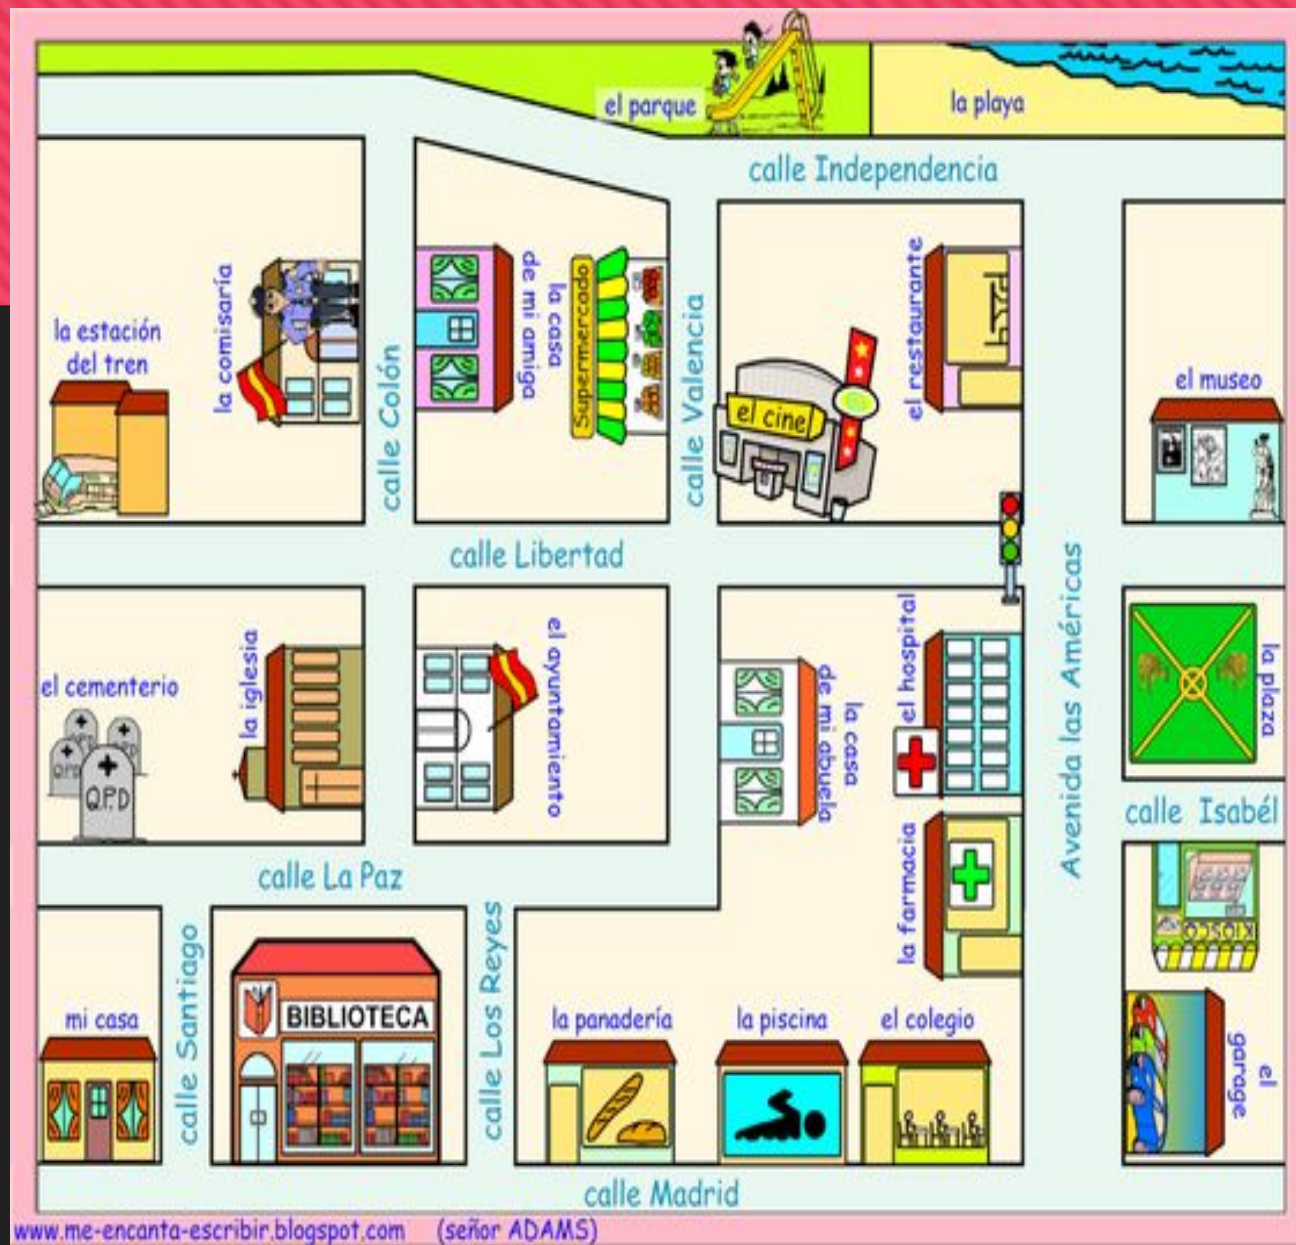 el parque
la playa
calle Independencia
la estación
del tren
la comisaría
calle Colón
la casa
de mi amiga
Supermercado
calle Valencia
el cine
el restaurante
el museo
calle Libertad
Avenida las Américas
el cementerio
Q.P.D
Q.P.D
Q.P.D
la iglesia
el ayuntamiento
la casa
de mi abuela
el hospital
la plaza
calle Isabél
calle La Paz
la farmacia
KIOSCO
mi casa
calle Santiago
BIBLIOTECA
calle Los Reyes
la panadería
la piscina
el colegio
el
garage
calle Madrid
www.me-encanta-escribir.blogspot.com (señor ADAMS)